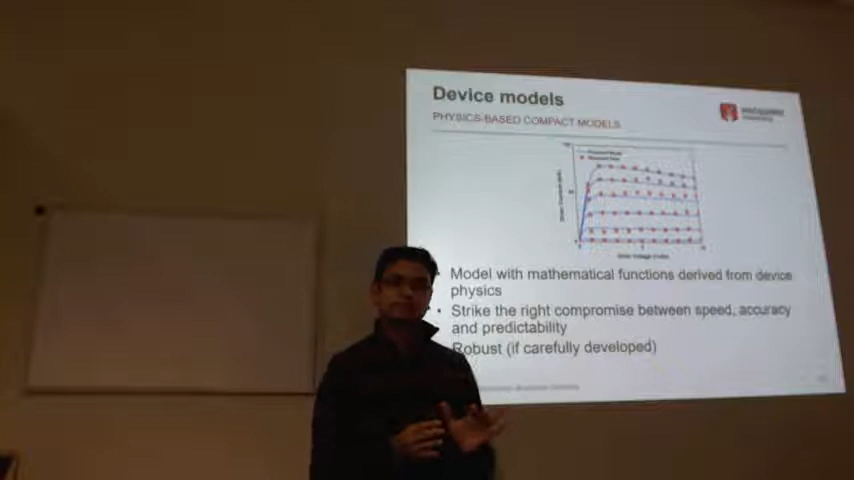 Device models
PHYSICS-BASED COMPACT MODELS
Model with mathematical functions derived from device
physics
• Strike the right compromise between speed, accuracy
and predictability
Robust (if carefully developed)